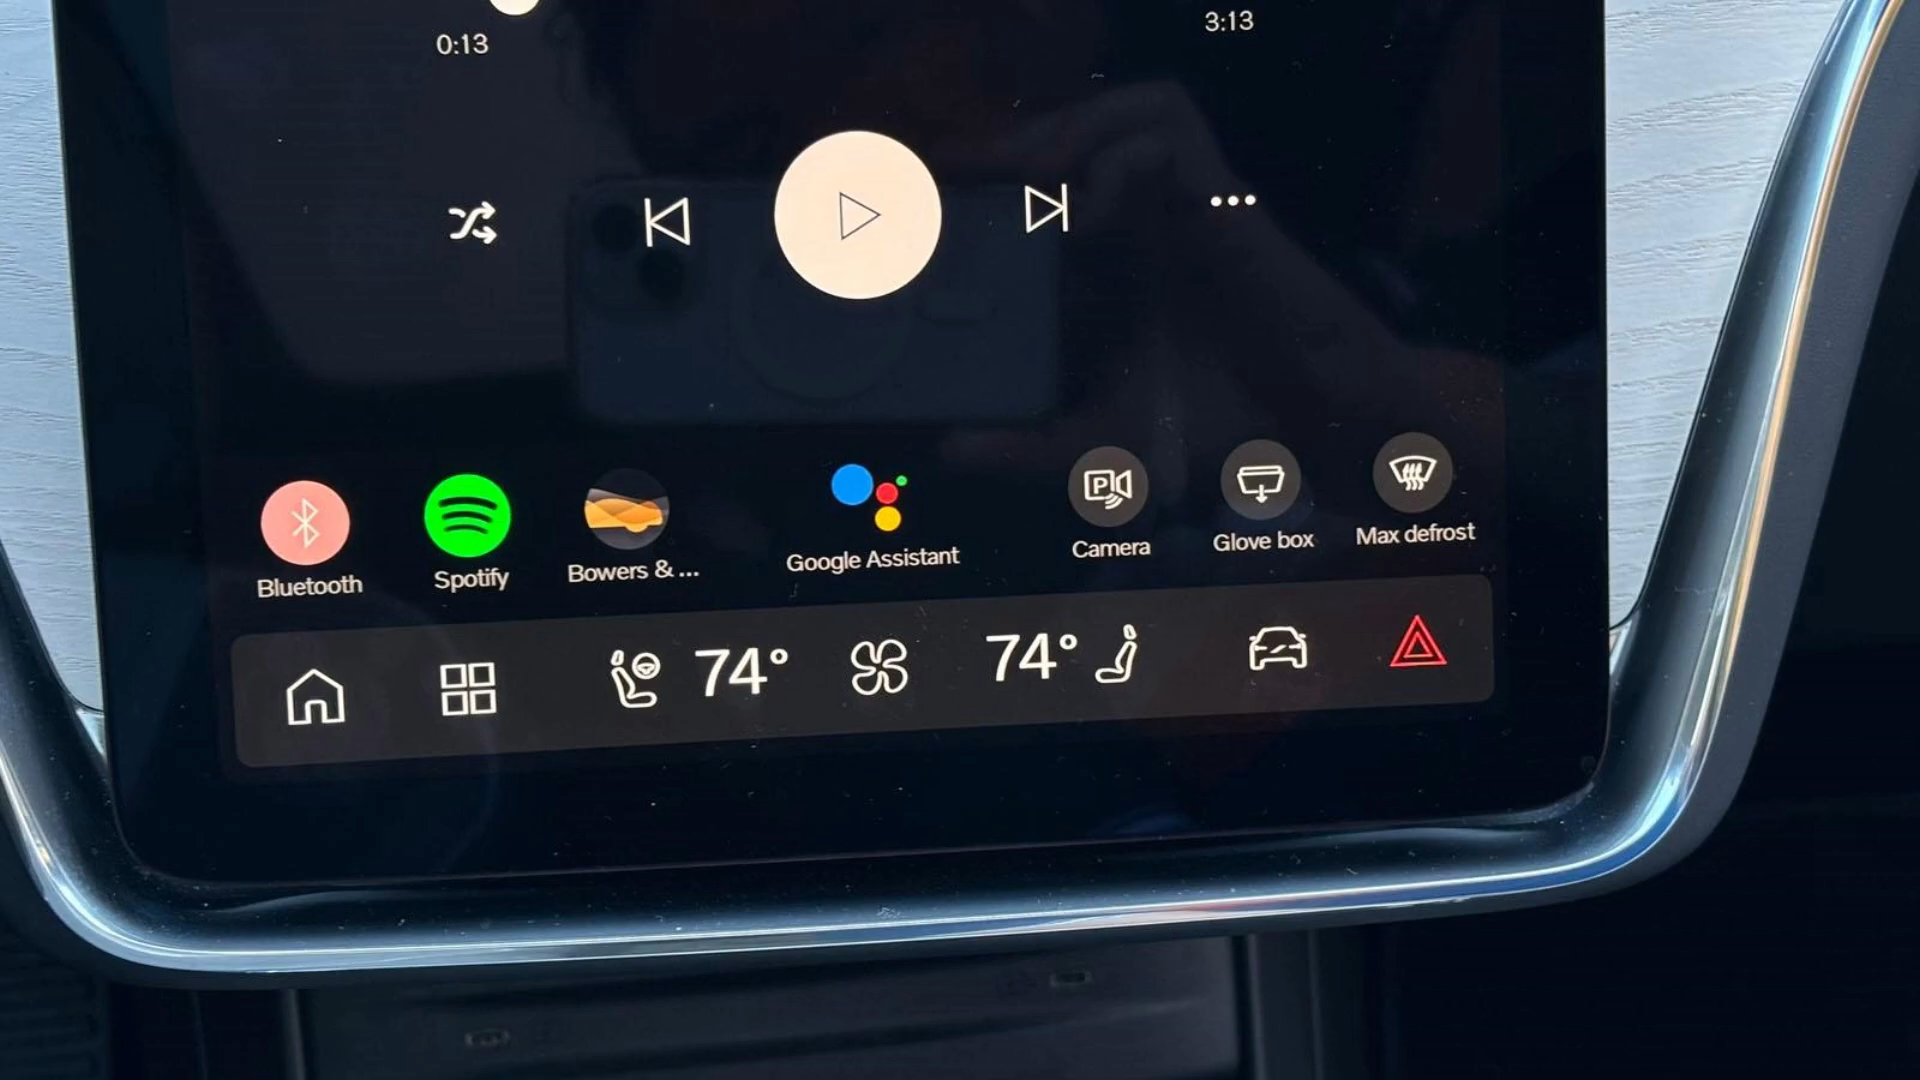 0:13
3:13
Bluetooth
Spotify
Bowers & ...
Google Assistant
P
Camera
Glove box
Max defrost
74°
74°